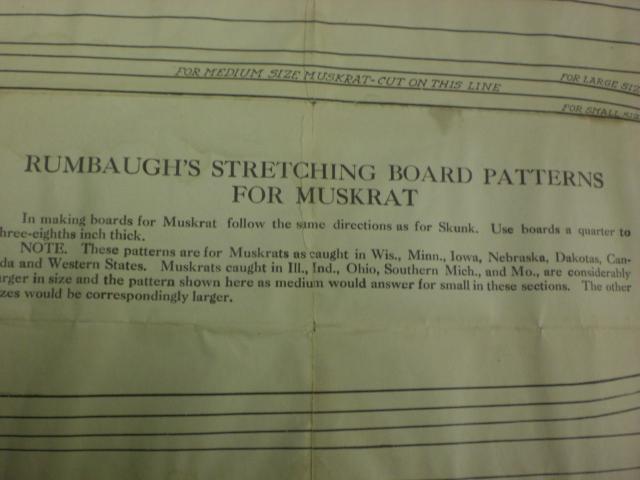 FOR MEDIUM SIZE MUSKRAT-CUT ON THIS LINE
FOR LARGE SIZ
FOR SMALL SIZ
RUMBAUGH'S STRETCHING BOARD PATTERNS
FOR MUSKRAT
In making boards for Muskrat follow the same directions as for Skunk. Use boards a quarter to
hree-eighths inch thick.
NOTE. These patterns are for Muskrats as caught in Wis., Minn., Iowa, Nebraska, Dakotas, Can-
da and Western States. Muskrats caught in Ill., Ind., Ohio, Southern Mich., and Mo., are considerably
arger in size and the pattern shown here as medium would answer for small in these sections. The other
zes would be correspondingly larger.